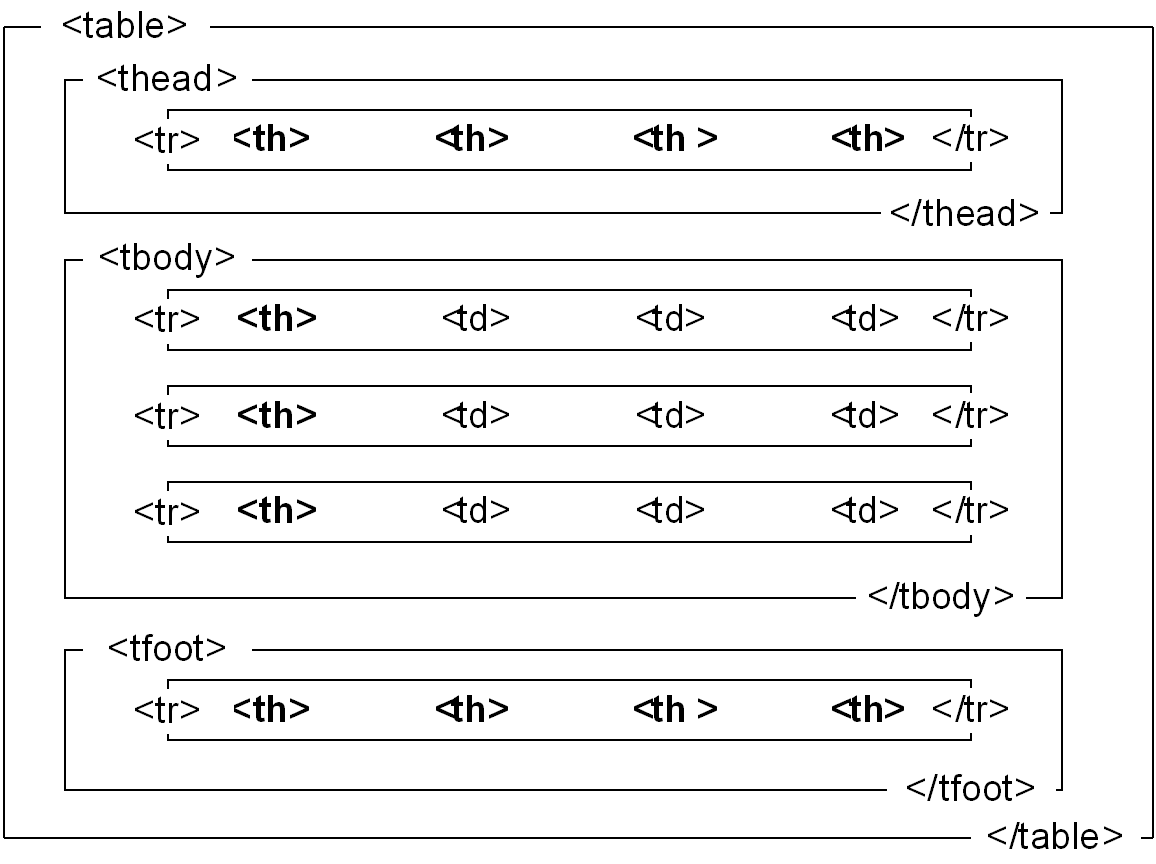 <table>
<thead>
<tr> <th> <th> <th > <th> </tr>
</thead>
<tbody>
<tr> <th> <td> <td> <td> </tr>
<tr> <th> <td> <td> <td> </tr>
<tr> <th> <td> <td> <td> </tr>
</tbody>
<tfoot>
<tr> <th> <th> <th > <th> </tr>
</tfoot>
</table>